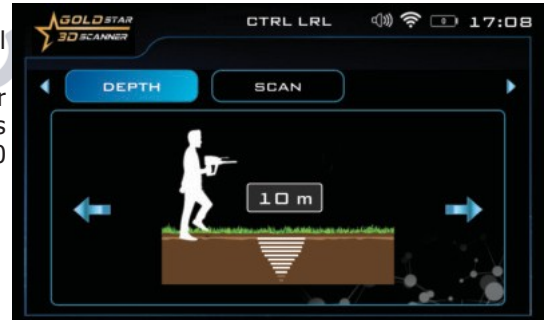 GOLD STAR
3D SCANNER
CTRL LRL
17:08
DEPTH
SCAN
10 m